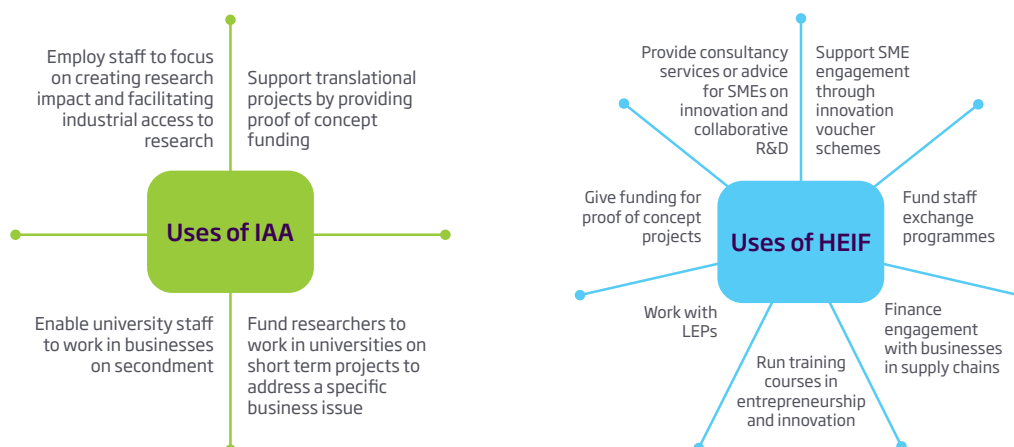 Employ staff to focus
on creating research
impact and facilitating
industrial access to
research
Support translational
projects by providing
proof of concept
funding
Uses of IAA
Enable university staff
to work in businesses
on secondment
Fund researchers to
work in universities on
short term projects to
address a specific
business issue
Provide consultancy
services or advice
for SMEs on
innovation and
collaborative
R&D
Support SME
engagement
through
innovation
voucher
schemes
Give funding for
proof of concept
projects
Uses of HEIF
Fund staff
exchange
programmes
Work with
LEPs
Run training
courses in
entrepreneurship
and innovation
Finance
engagement
with businesses
in supply chains